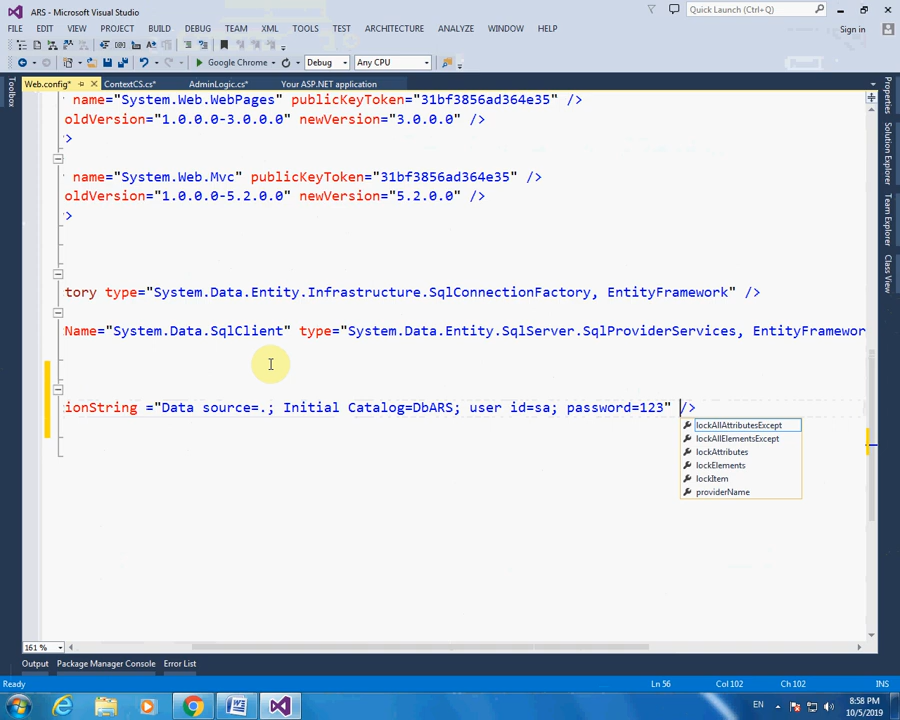 ARS - Microsoft Visual Studio
Quick Launch (Ctrl+Q)
FILE EDIT VIEW PROJECT BUILD DEBUG TEAM XML TOOLS TEST ARCHITECTURE ANALYZE WINDOW HELP
Sign in
Google Chrome Debug Any CPU
Toolbox
Web.config* ContextCS.cs* AdminLogic.cs* Your ASP.NET application
name="System.Web.WebPages" publicKeyToken="31bf3856ad364e35" />
oldVersion="1.0.0.0-3.0.0.0" newVersion="3.0.0.0" />
>
name="System.Web.Mvc" publicKeyToken="31bf3856ad364e35" />
oldVersion="1.0.0.0-5.2.0.0" newVersion="5.2.0.0" />
>
tory type="System.Data.Entity.Infrastructure.SqlConnectionFactory, EntityFramework" />
Name="System.Data.SqlClient" type="System.Data.Entity.SqlServer.SqlProviderServices, EntityFramewor
ionString ="Data source=.; Initial Catalog=DbARS; user id=sa; password=123" />
lockAllAttributesExcept
lockAllElementsExcept
lockAttributes
lockElements
lockItem
providerName
Properties
Solution Explorer
Team Explorer
Class View
161 %
Output Package Manager Console Error List
Ready Ln 56 Col 102 Ch 102 INS
EN
8:58 PM
10/5/2019